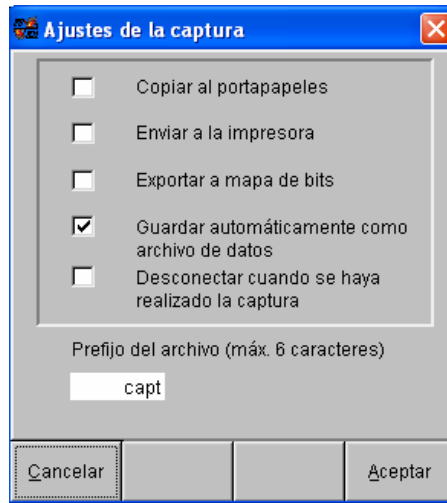 Ajustes de la captura
Copiar al portapapeles
Enviar a la impresora
Exportar a mapa de bits
Guardar automáticamente como
archivo de datos
Desconectar cuando se haya
realizado la captura
Prefijo del archivo (máx. 6 caracteres)
capt
Cancelar Aceptar